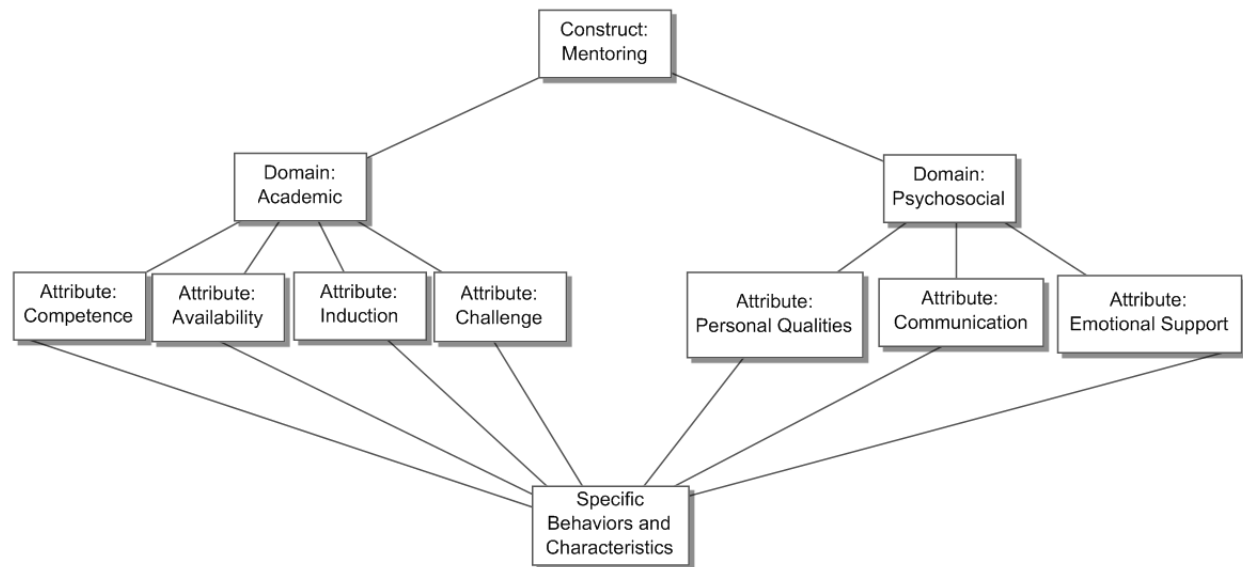 Construct:
Mentoring
Domain:
Academic
Domain:
Psychosocial
Attribute:
Competence
Attribute:
Availability
Attribute:
Induction
Attribute:
Challenge
Attribute:
Personal Qualities
Attribute:
Communication
Attribute:
Emotional Support
Specific
Behaviors and
Characteristics